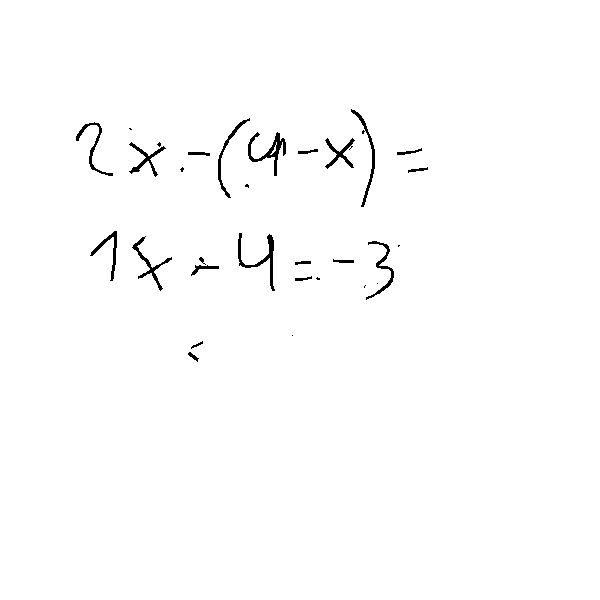 2x - (4 - x) =
1x - 4 = -3